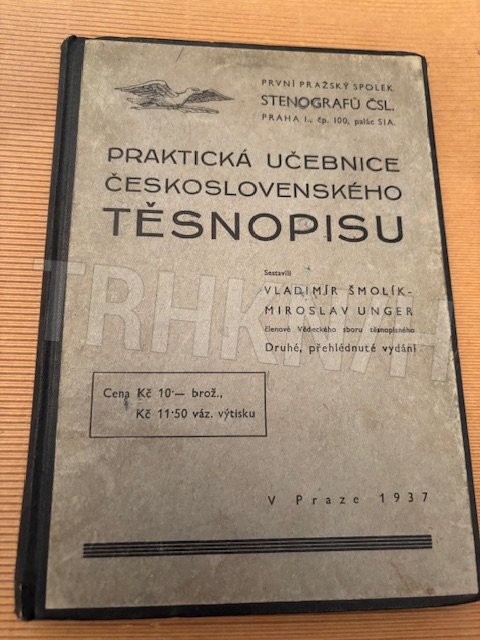 PRVNÍ PRAŽSKÝ SPOLEK
STENOGRAFŮ ČSL.
PRAHA I., čp. 100, palác SIA.
PRAKTICKÁ UČEBNICE
ČESKOSLOVENSKÉHO
TĚSNOPISU
Sestavili
VLADIMÍR ŠMOLÍK-
MIROSLAV UNGER
členové Vědeckého sboru těsnopisného
Druhé, přehlédnuté vydání
TRHKNIH
Cena Kč 10·— brož.,
Kč 11·50 váz. výtisku
V Praze 1937